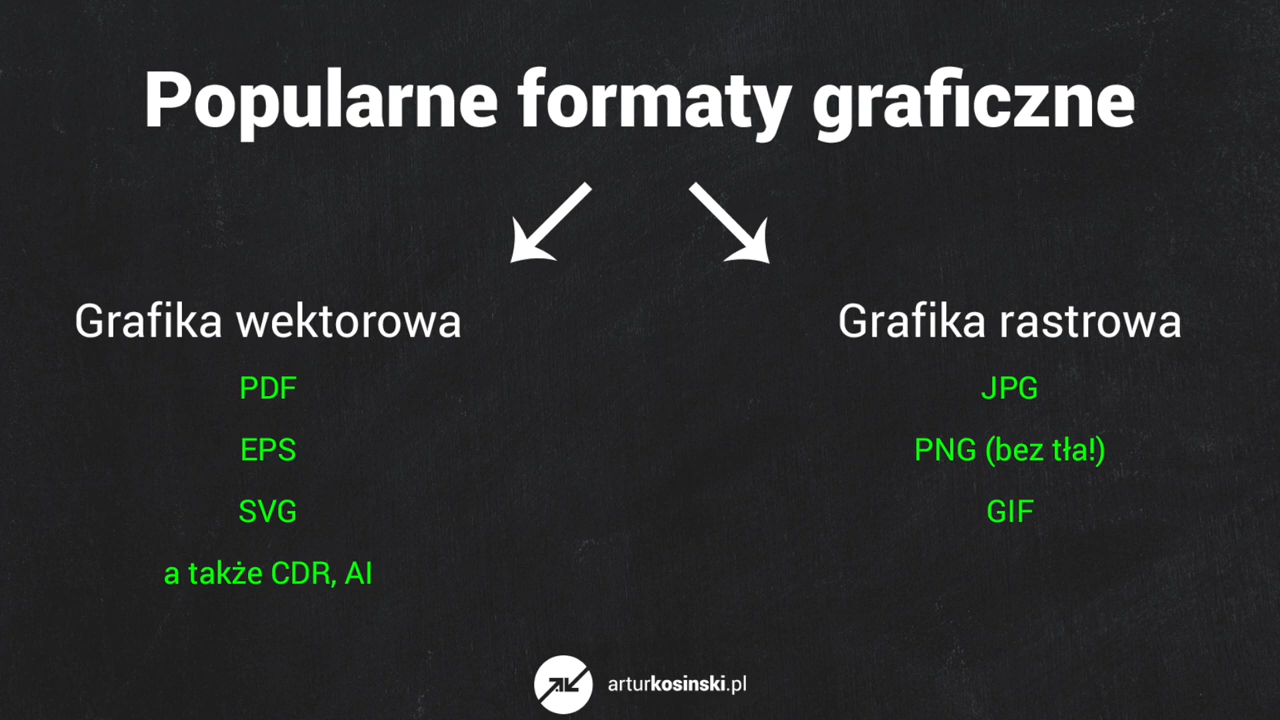 Popularne formaty graficzne
Grafika wektorowa
PDF
EPS
SVG
a także CDR, AI
Grafika rastrowa
JPG
PNG (bez tła!)
GIF
arturkosinski.pl